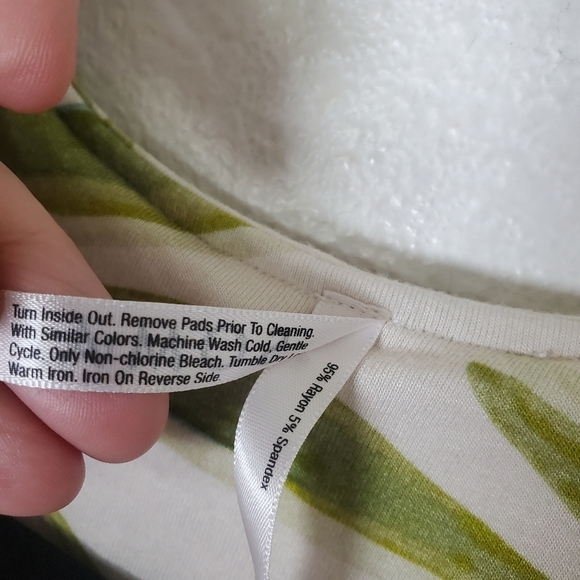 Turn Inside Out. Remove Pads Prior To Cleaning.
With Similar Colors. Machine Wash Cold, Gentle
Cycle. Only Non-chlorine Bleach. Tumble Dry
Warm Iron. Iron On Reverse Side
95% Rayon 5% Spandex